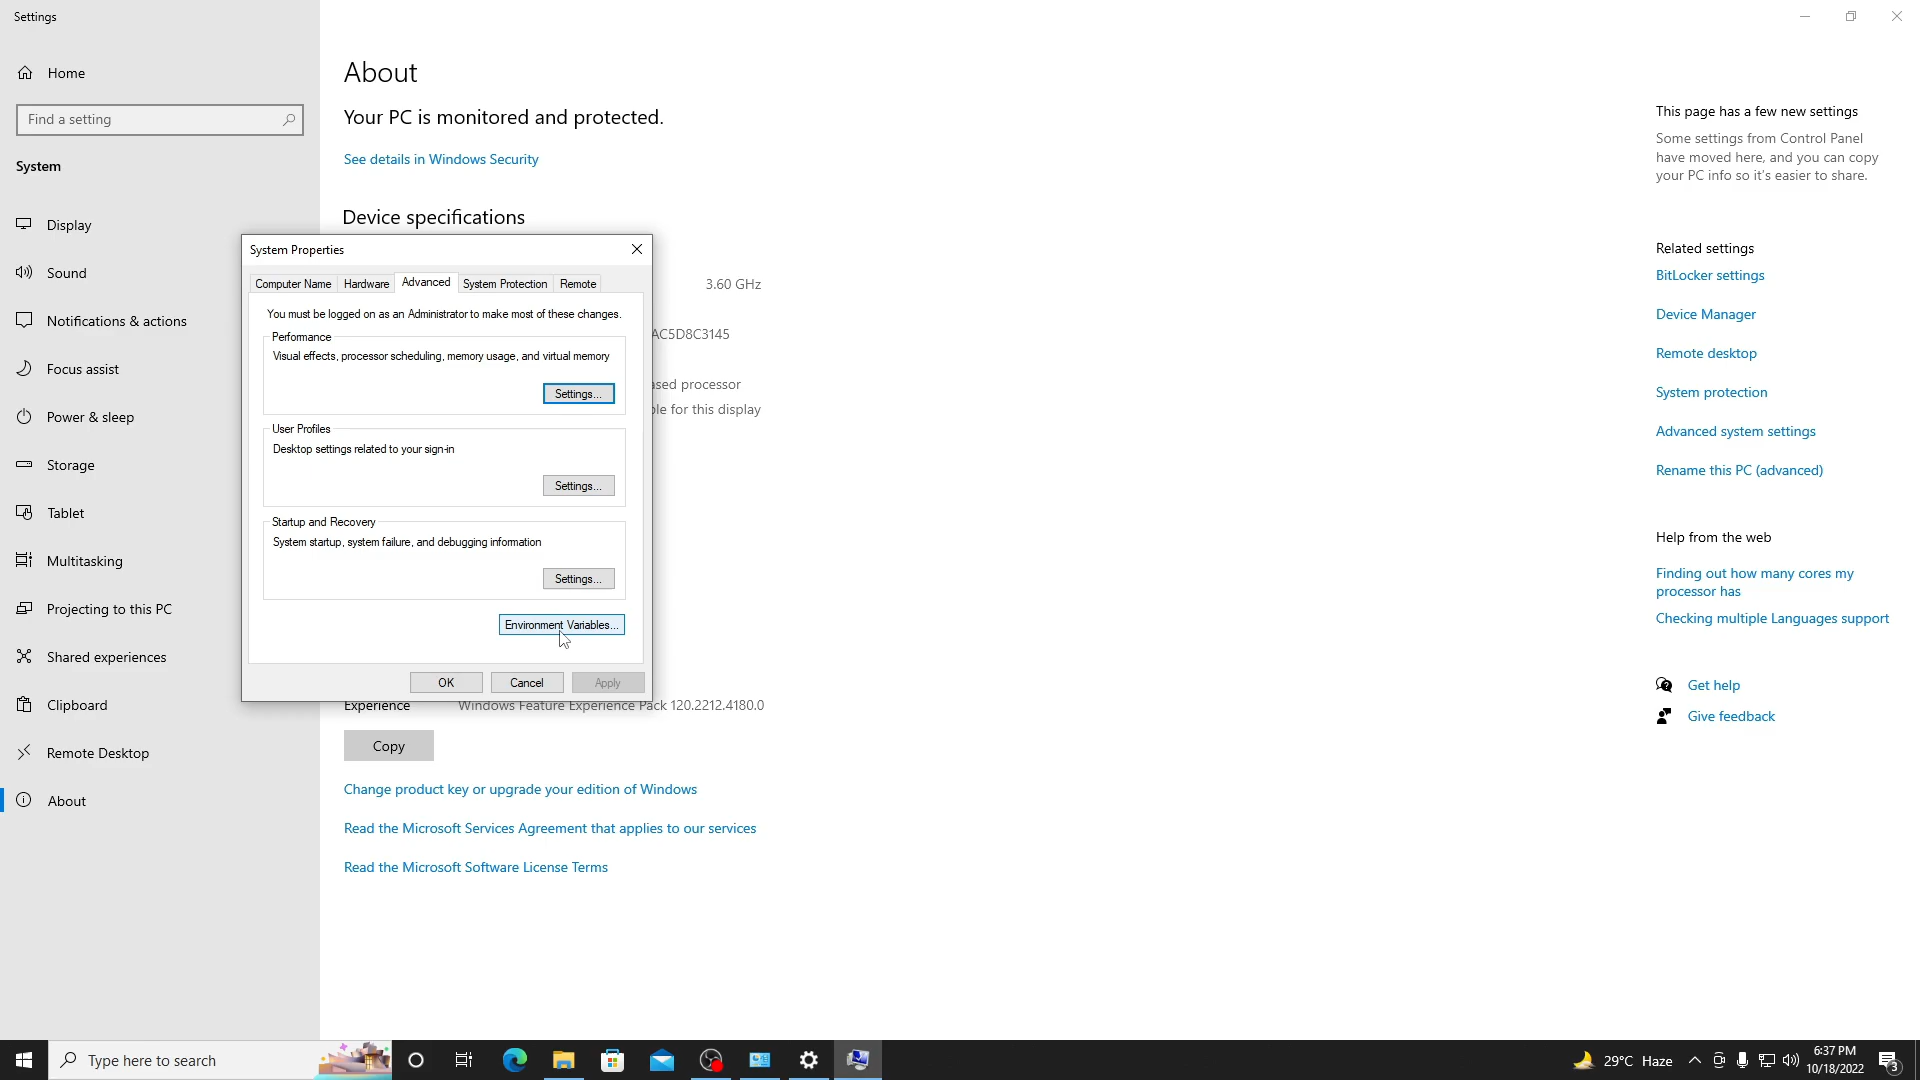 Settings
Home
Find a setting
System
Display
Sound
Notifications & actions
Focus assist
Power & sleep
Storage
Tablet
Multitasking
Projecting to this PC
Shared experiences
Clipboard
Remote Desktop
About
About
Your PC is monitored and protected.
See details in Windows Security
Device specifications
3.60 GHz
AC5D8C3145
ased processor
ble for this display
System Properties
Computer Name
Hardware
Advanced
System Protection
Remote
You must be logged on as an Administrator to make most of these changes.
Performance
Visual effects, processor scheduling, memory usage, and virtual memory
Settings...
User Profiles
Desktop settings related to your sign-in
Settings...
Startup and Recovery
System startup, system failure, and debugging information
Settings...
Environment Variables...
OK
Cancel
Apply
Experience
Windows Feature Experience Pack 120.2212.4180.0
Copy
Change product key or upgrade your edition of Windows
Read the Microsoft Services Agreement that applies to our services
Read the Microsoft Software License Terms
This page has a few new settings
Some settings from Control Panel
have moved here, and you can copy
your PC info so it's easier to share.
Related settings
BitLocker settings
Device Manager
Remote desktop
System protection
Advanced system settings
Rename this PC (advanced)
Help from the web
Finding out how many cores my
processor has
Checking multiple Languages support
Get help
Give feedback
Type here to search
29°C Haze
6:37 PM
10/18/2022
3